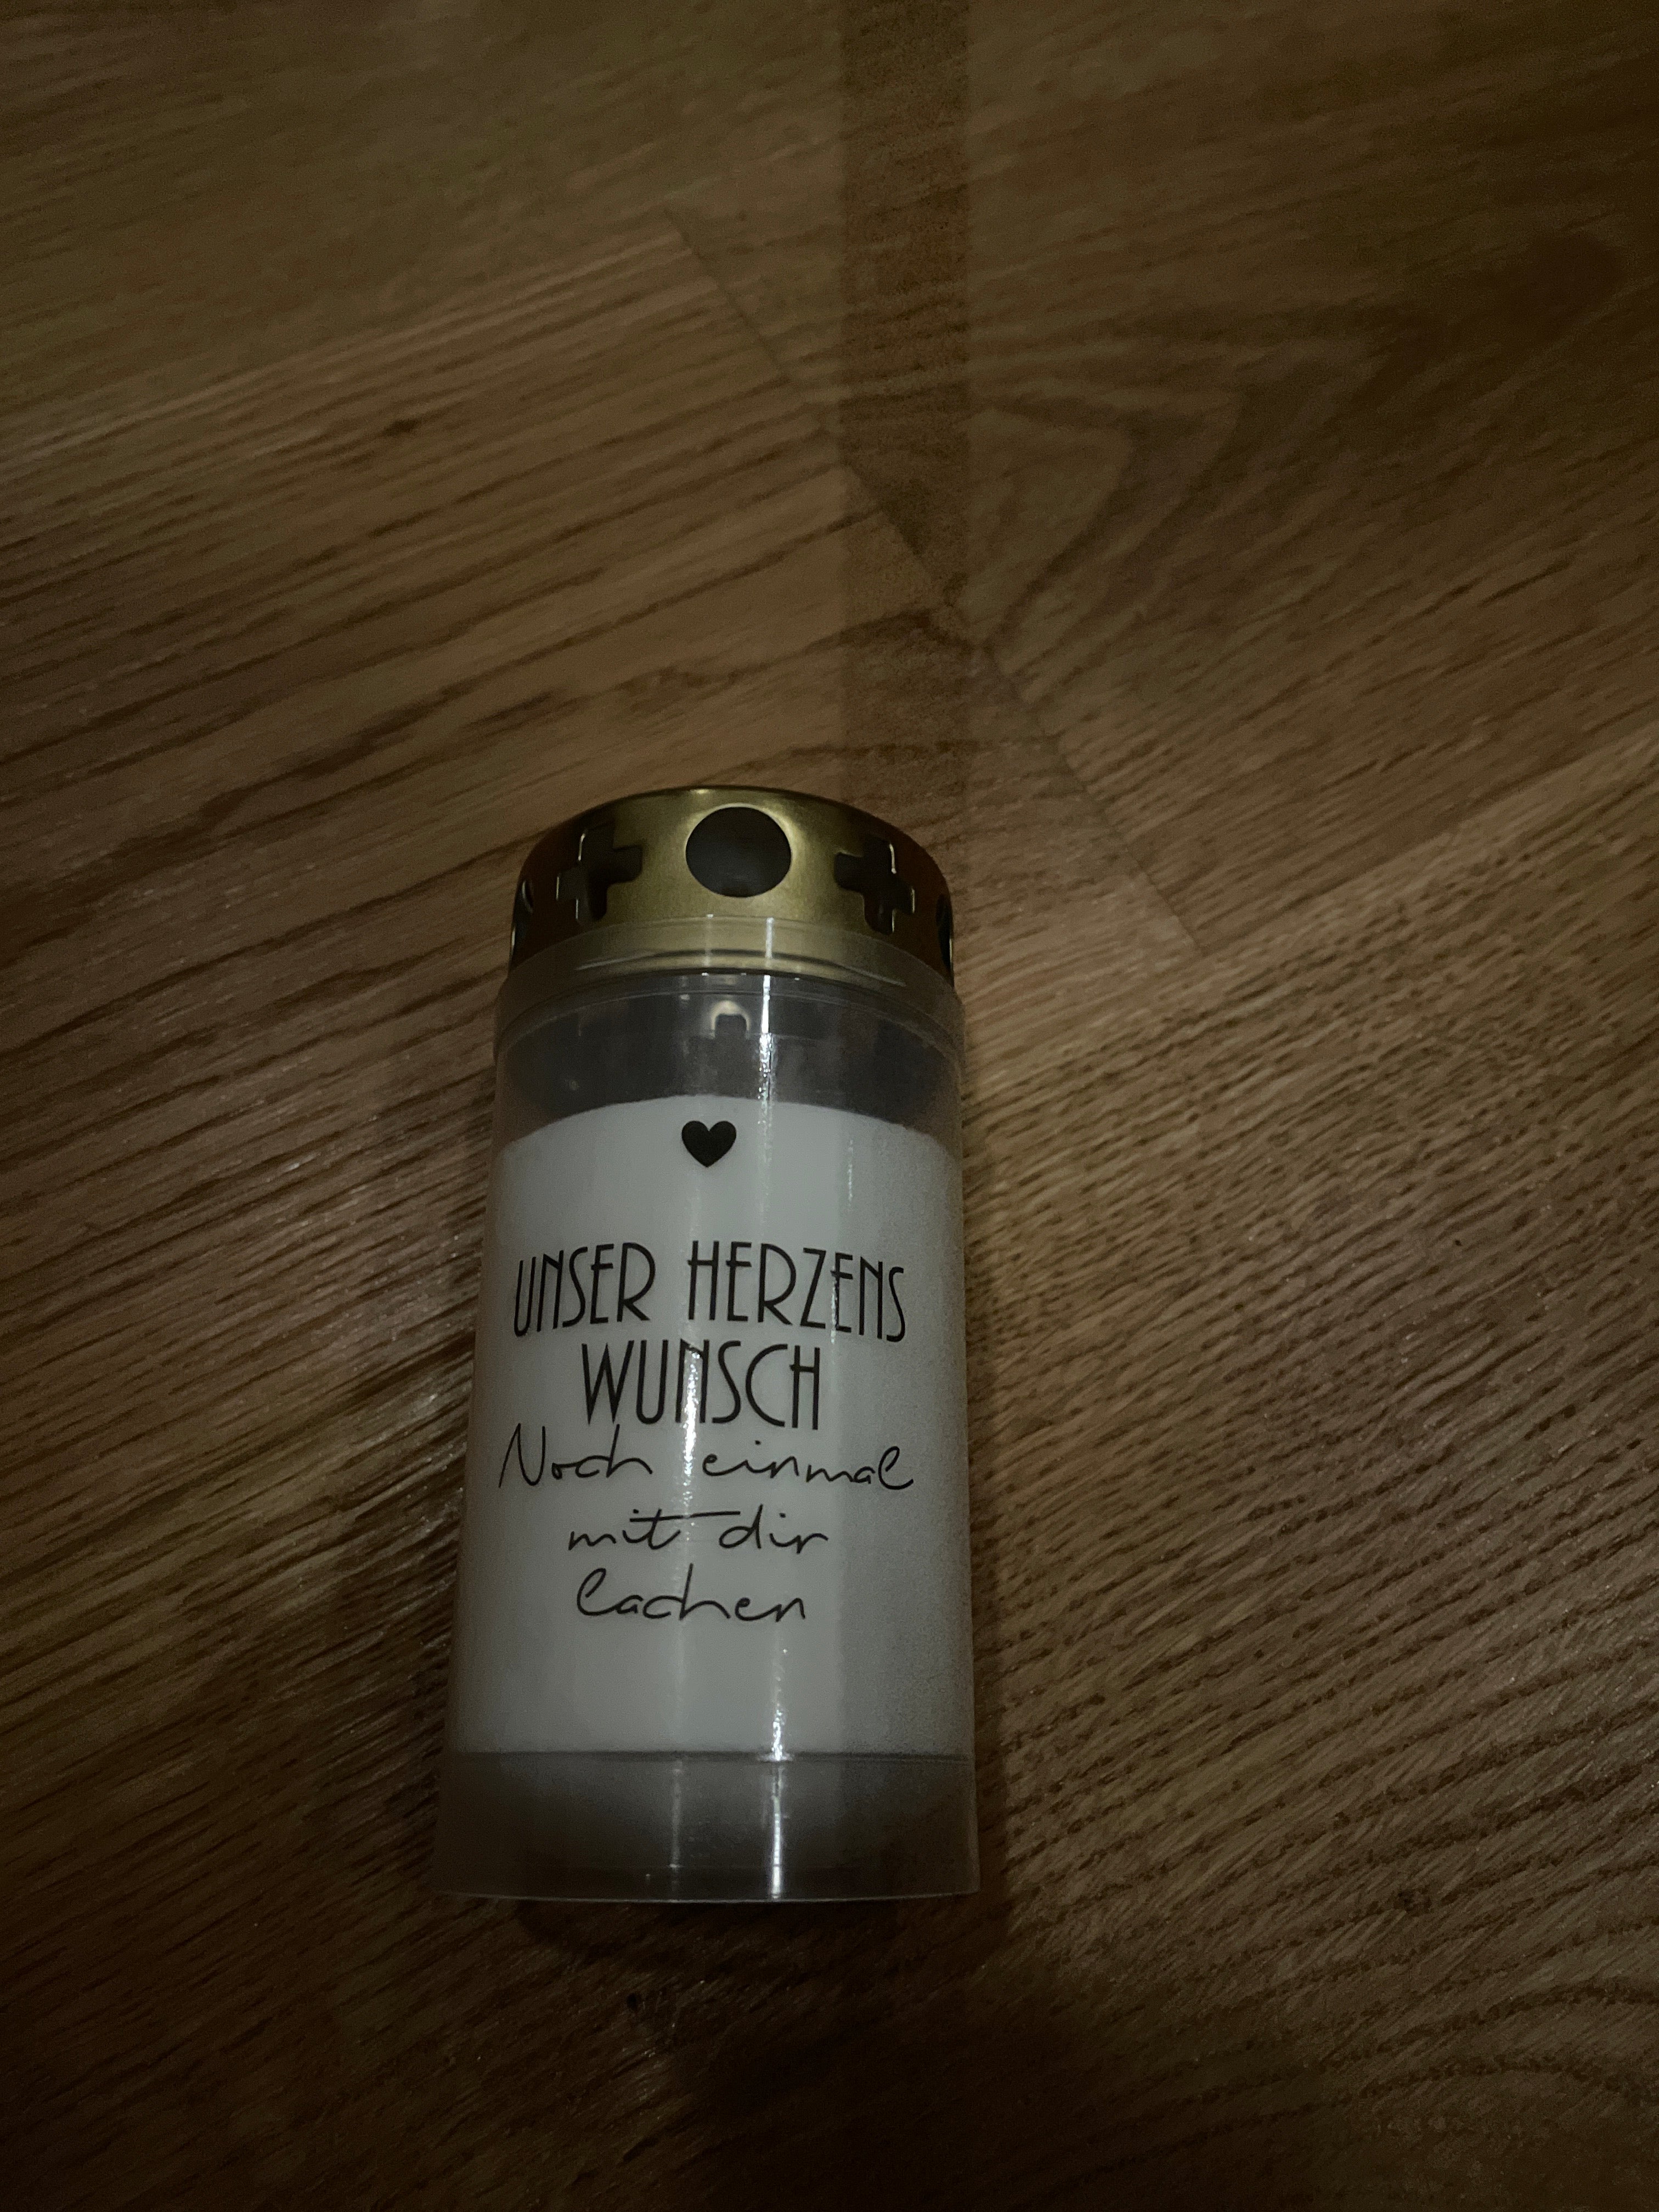 UNSER HERZENS
WUNSCH
Noch einmal
mit dir
lachen